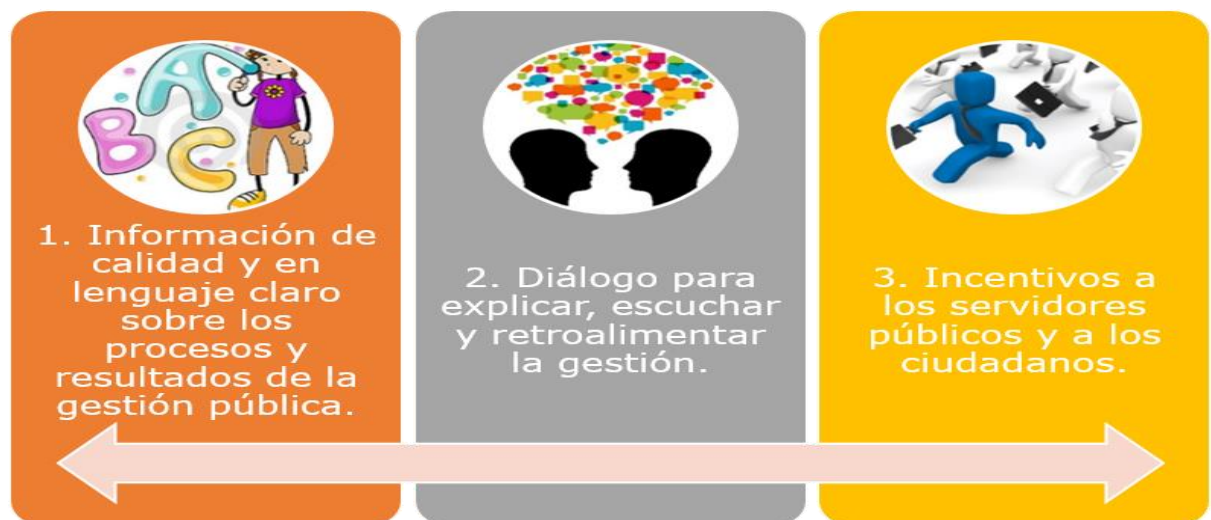 A
B
C
1. Información de
calidad y en
lenguaje claro
sobre los
procesos y
resultados de la
gestión pública.
2. Diálogo para
explicar, escuchar
y retroalimentar
la gestión.
3. Incentivos a
los servidores
públicos y a los
ciudadanos.